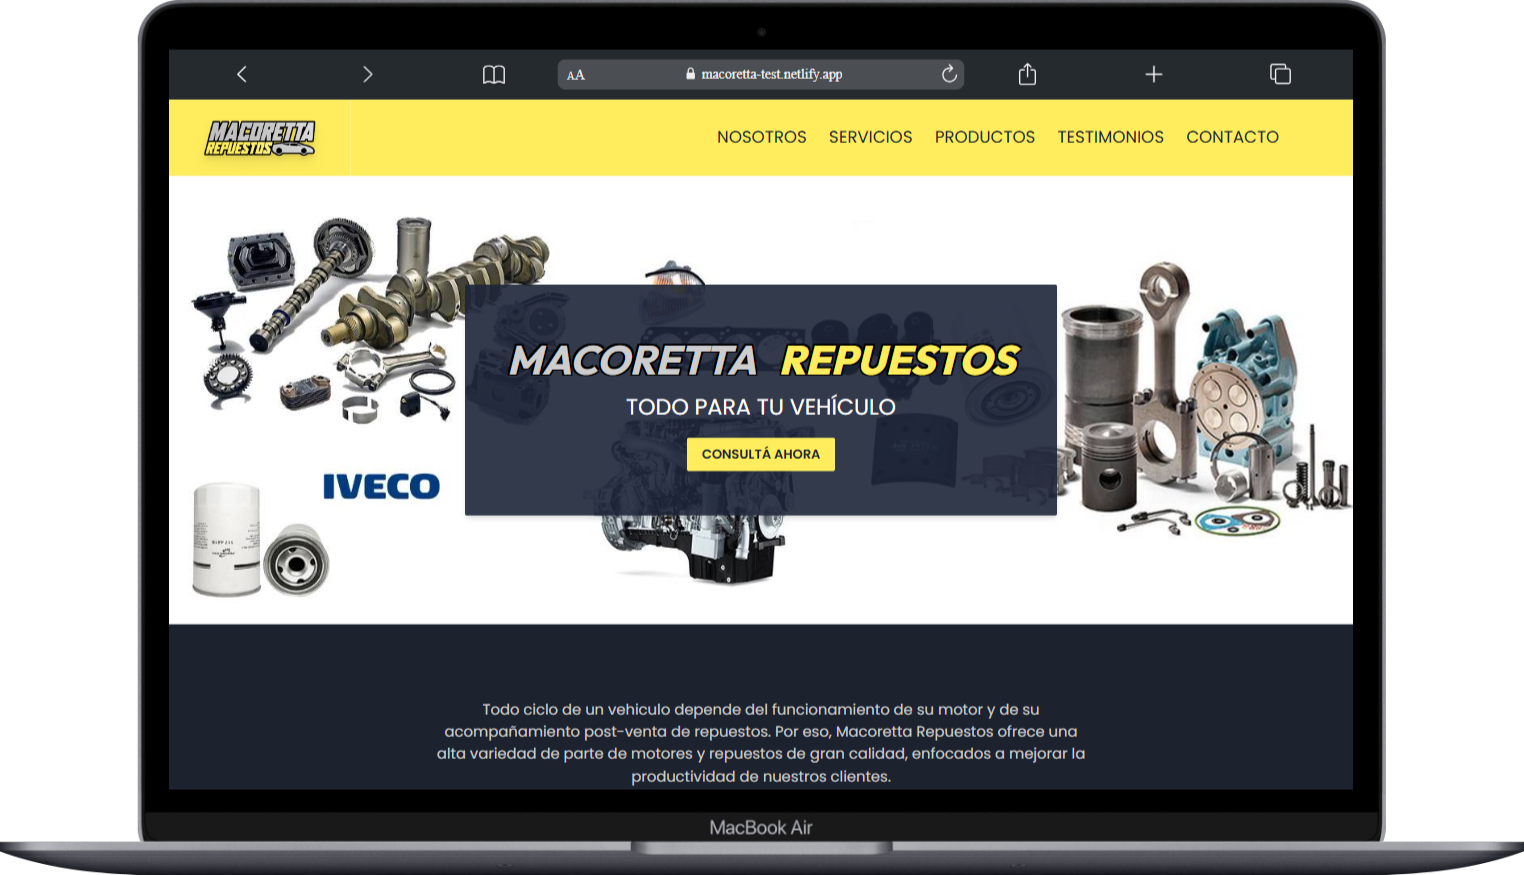 AA macoretta-test.netlify.app
MACORETTA
REPUESTOS
NOSOTROS SERVICIOS PRODUCTOS TESTIMONIOS CONTACTO
MACORETTA REPUESTOS
TODO PARA TU VEHÍCULO
CONSULTÁ AHORA
IVECO
Todo ciclo de un vehiculo depende del funcionamiento de su motor y de su
acompañamiento post-venta de repuestos. Por eso, Macoretta Repuestos ofrece una
alta variedad de parte de motores y repuestos de gran calidad, enfocados a mejorar la
productividad de nuestros clientes.
MacBook Air